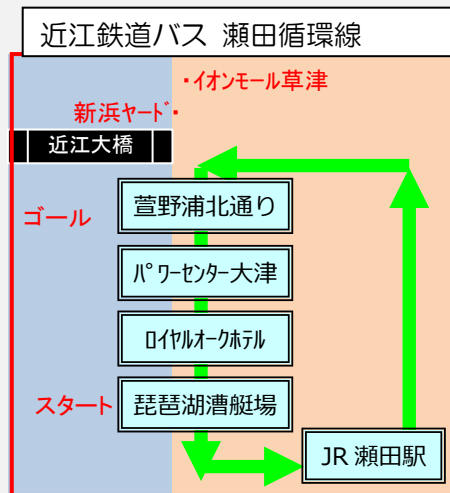 近江鉄道バス 瀬田循環線
・イオンモール草津
新浜ヤード・
近江大橋
ゴール
萱野浦北通り
パワーセンター大津
ロイヤルオークホテル
スタート
琵琶湖漕艇場
JR 瀬田駅